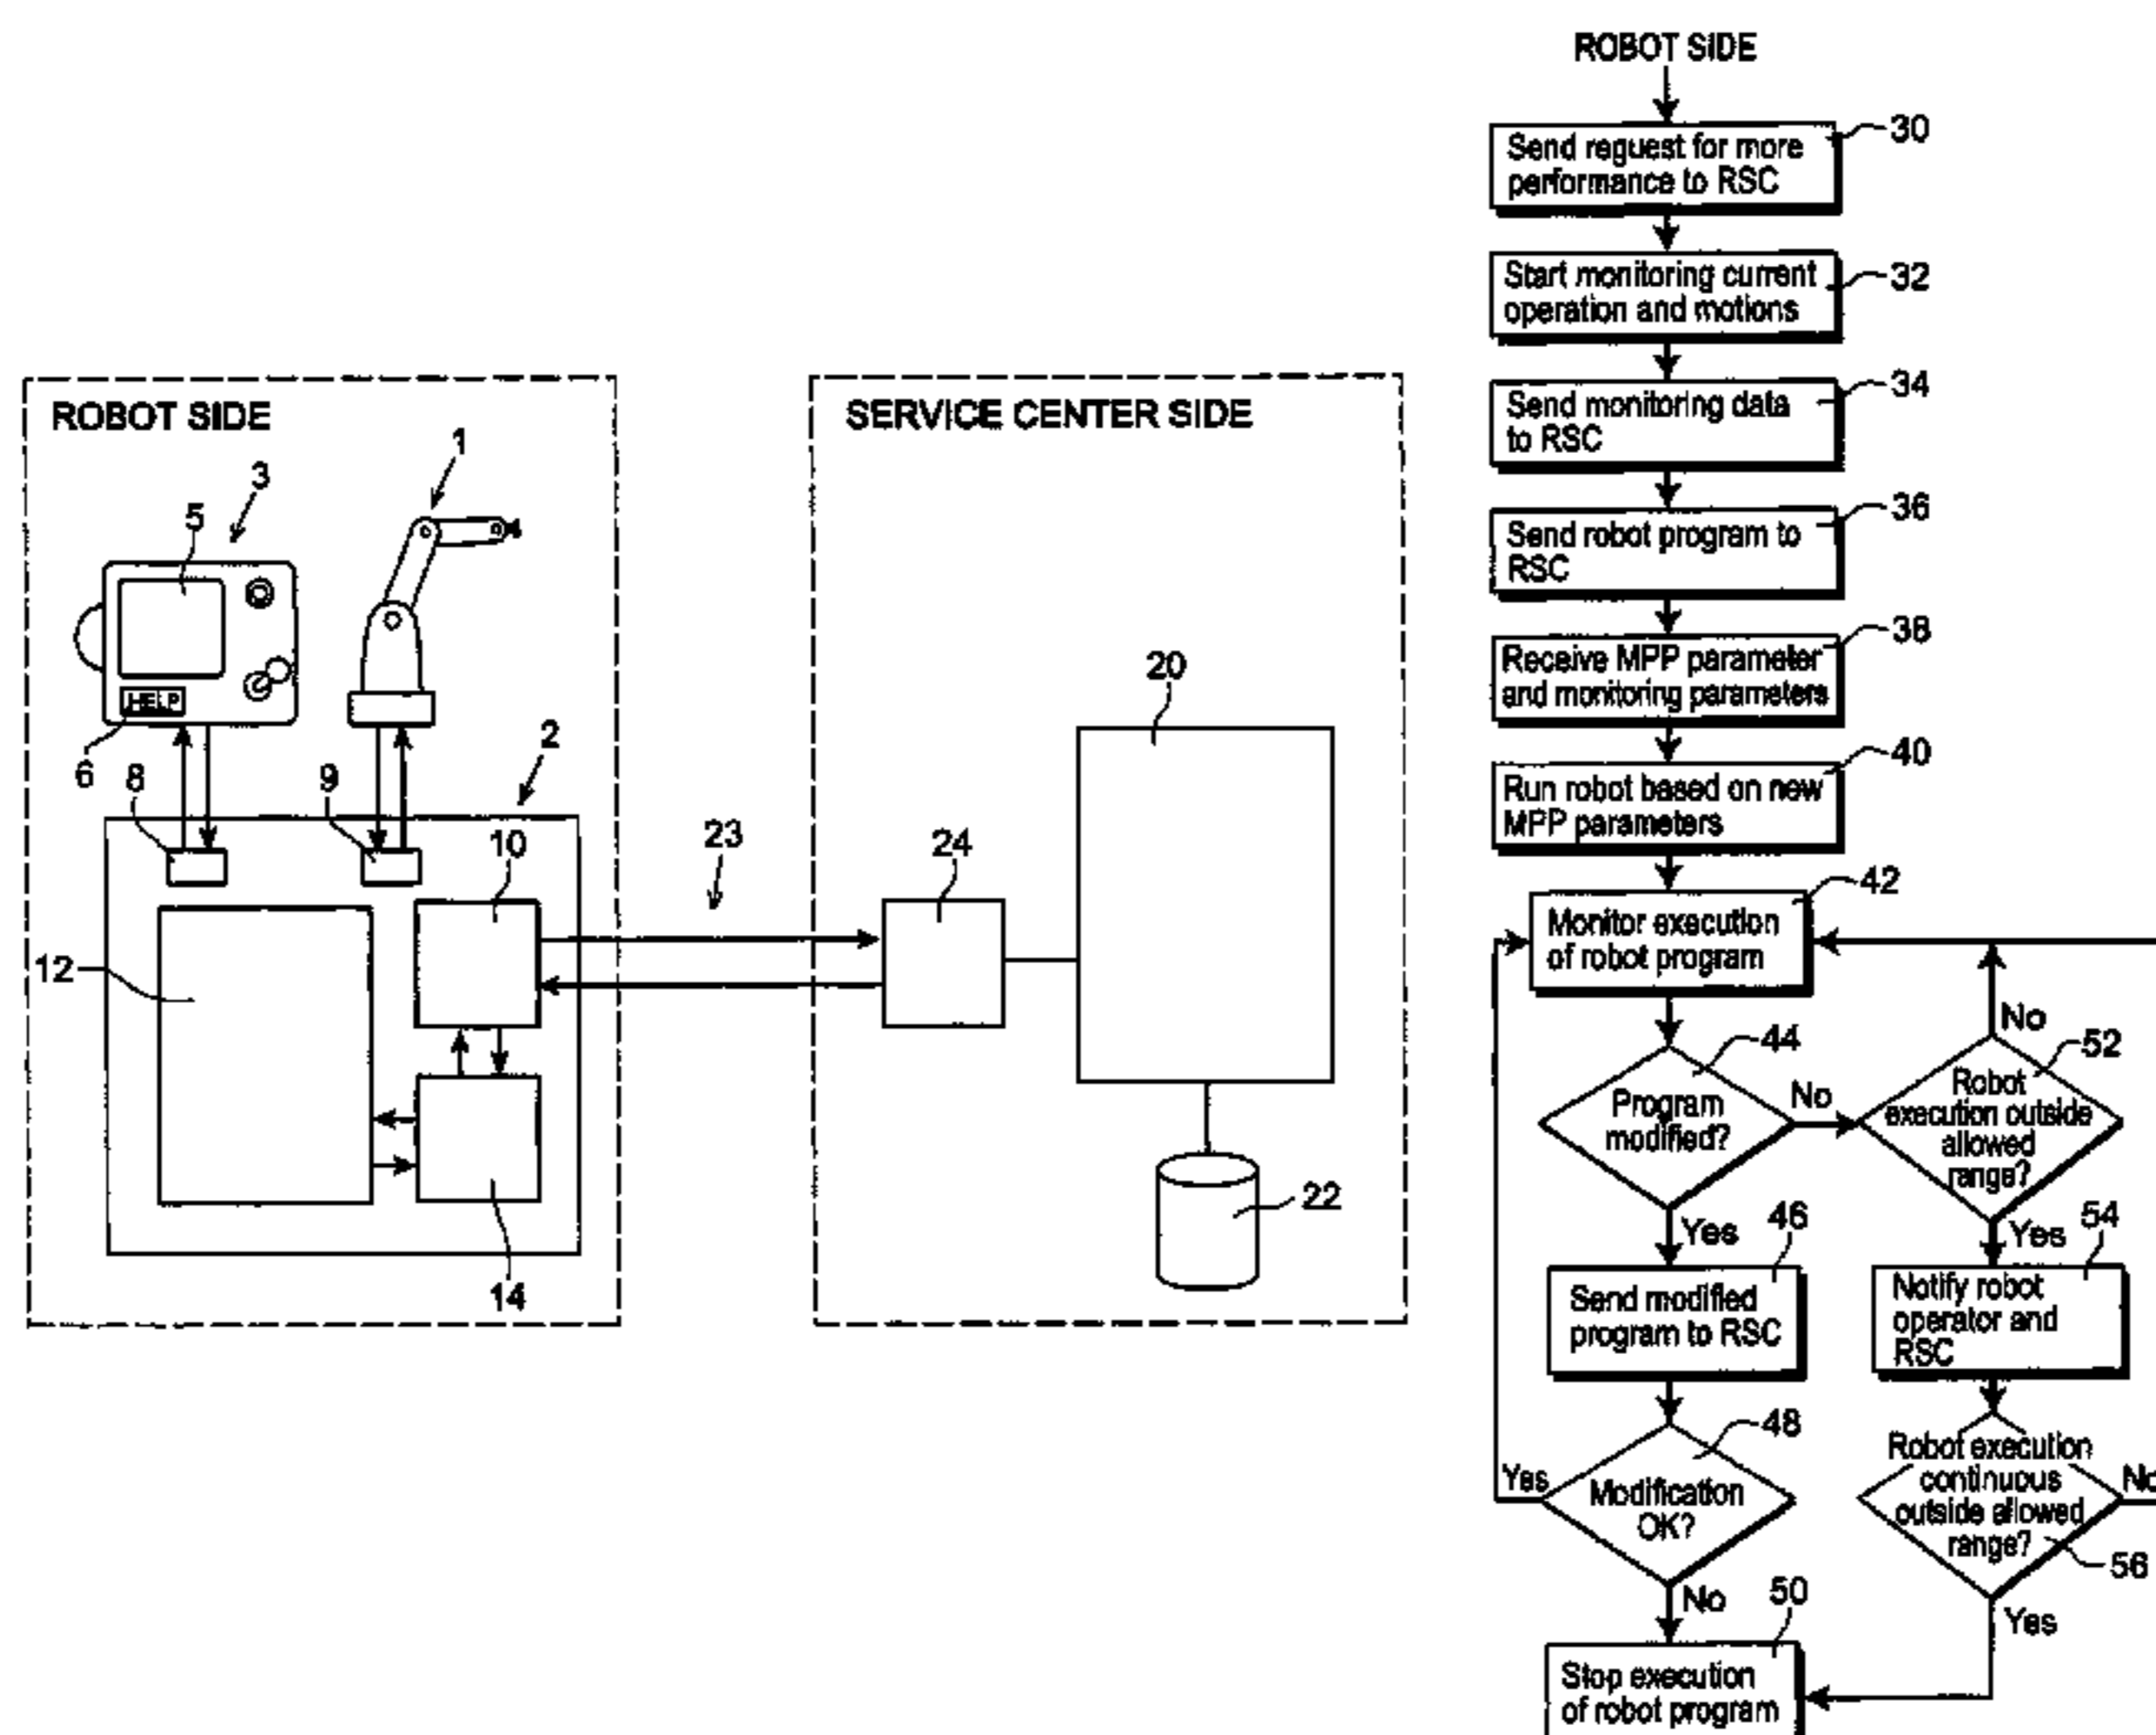 ROBOT SIDE
1
3
5
HELP
6
8
9
2
10
12
14
23
SERVICE CENTER SIDE
20
24
22
ROBOT SIDE
30
Send reguest for more
performance to RSC
32
Start monitoring current
operation and motions
34
Send monitoring data
to RSC
36
Send robot program to
RSC
38
Receive MPP parameter
and monitoring parameters
40
Run robot based on new
MPP parameters
42
Monitor execution
of robot program
44
Program
modified?
No
No
52
Robot
execution outside
allowed
range?
Yes
46
Send modified
program to RSC
Yes
54
Notify robot
operator and
RSC
48
Modification
OK?
Yes
Robot execution
continuous
outside allowed
range?
No
56
No
50
Yes
Stop execution
of robot program